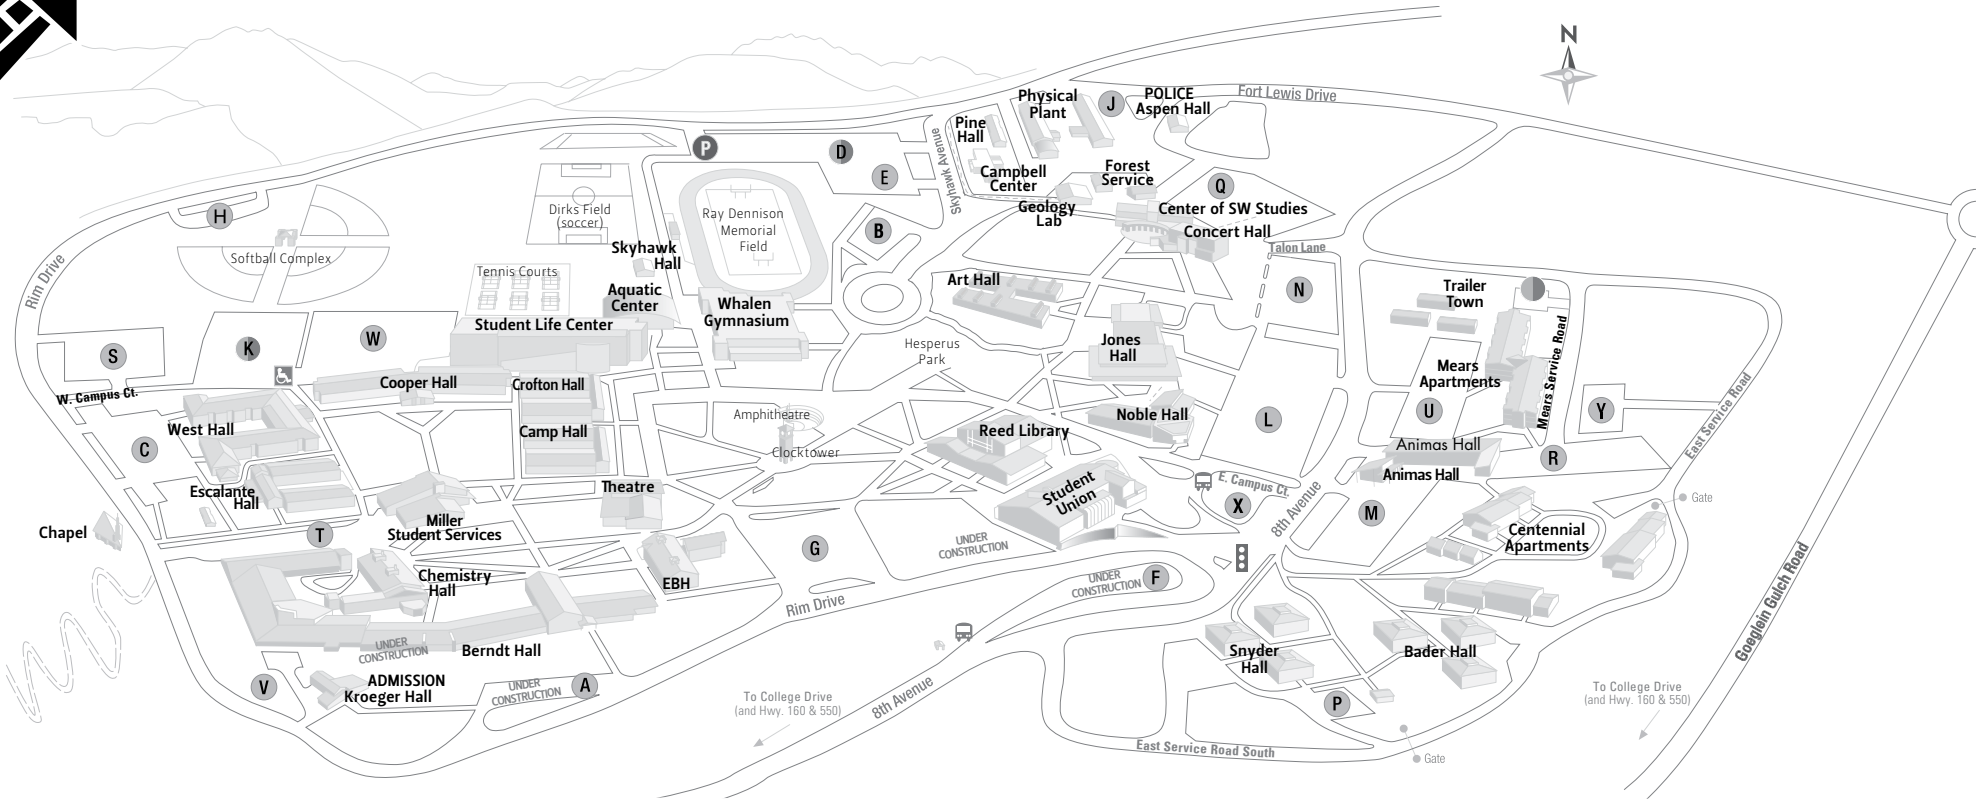 N
Fort Lewis Drive
POLICE
Aspen Hall
J
Physical
Plant
Pine
Hall
Skyhawk Avenue
Campbell
Center
Forest
Service
Geology
Lab
Q
Center of SW Studies
Concert Hall
Talon Lane
P
D
E
B
H
Softball Complex
Rim Drive
Dirks Field
(soccer)
Ray Dennison
Memorial
Field
Skyhawk
Hall
Tennis Courts
Aquatic
Center
Whalen
Gymnasium
Student Life Center
Art Hall
N
Trailer
Town
Mears Service Road
Mears
Apartments
Jones
Hall
Hesperus
Park
S
K
W
W. Campus Ct.
Cooper Hall
Crofton Hall
Camp Hall
West Hall
C
Escalante
Hall
Amphitheatre
Clocktower
Reed Library
Noble Hall
L
U
Y
East Service Road
Animas Hall
Animas Hall
R
Gate
Theatre
Student
Union
E. Campus Ct.
X
8th Avenue
M
Centennial
Apartments
Chapel
T
Miller
Student Services
Chemistry
Hall
EBH
G
UNDER
CONSTRUCTION
UNDER
CONSTRUCTION
F
Rim Drive
Goeglein Gulch Road
UNDER
CONSTRUCTION
Berndt Hall
Snyder
Hall
Bader Hall
V
ADMISSION
Kroeger Hall
UNDER
CONSTRUCTION
A
To College Drive
(and Hwy. 160 & 550)
8th Avenue
P
To College Drive
(and Hwy. 160 & 550)
East Service Road South
Gate